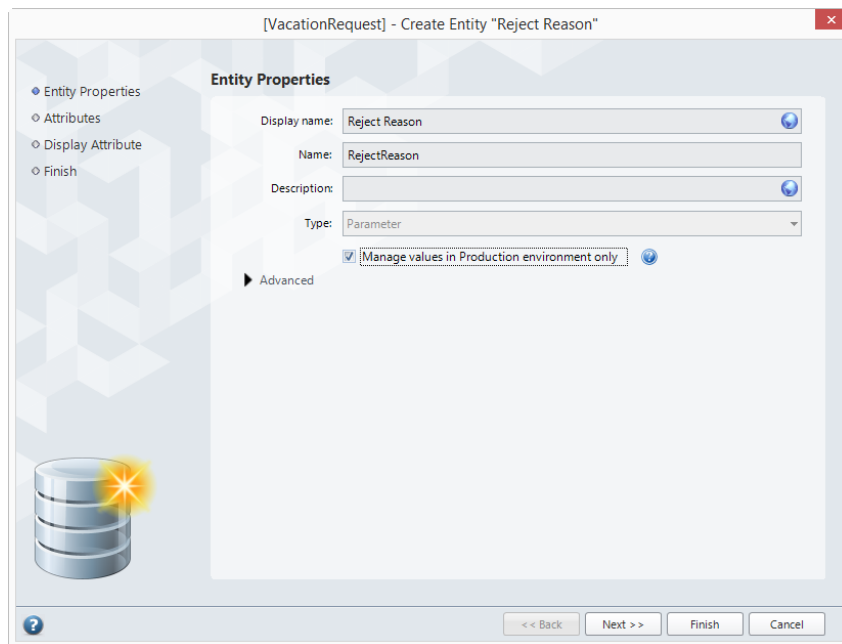 [VacationRequest] - Create Entity "Reject Reason"
Entity Properties
Attributes
Display Attribute
Finish
Entity Properties
Display name: Reject Reason
Name: RejectReason
Description:
Type: Parameter
Manage values in Production environment only
Advanced
<< Back Next >> Finish Cancel